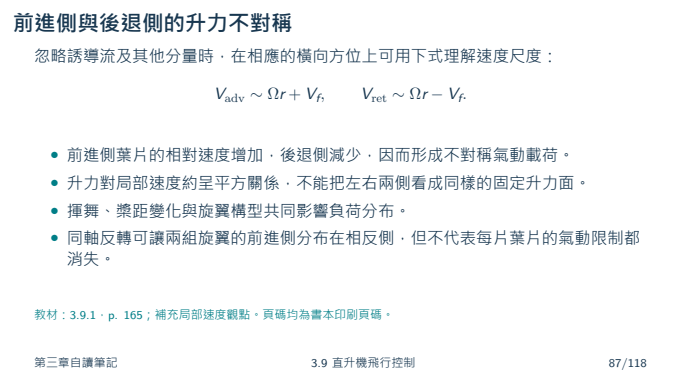 前進側與後退側的升力不對稱
忽略誘導流及其他分量時，在相應的橫向方位上可用下式理解速度尺度：
V_adv ∼ Ωr + V_f, V_ret ∼ Ωr − V_f.
• 前進側葉片的相對速度增加，後退側減少，因而形成不對稱氣動載荷。
• 升力對局部速度約呈平方關係，不能把左右兩側看成同樣的固定升力面。
• 揮舞、槳距變化與旋翼構型共同影響負荷分布。
• 同軸反轉可讓兩組旋翼的前進側分布在相反側，但不代表每片葉片的氣動限制都
消失。
教材：3.9.1，p. 165；補充局部速度觀點。頁碼均為書本印刷頁碼。
第三章自讀筆記 3.9 直升機飛行控制 87/118